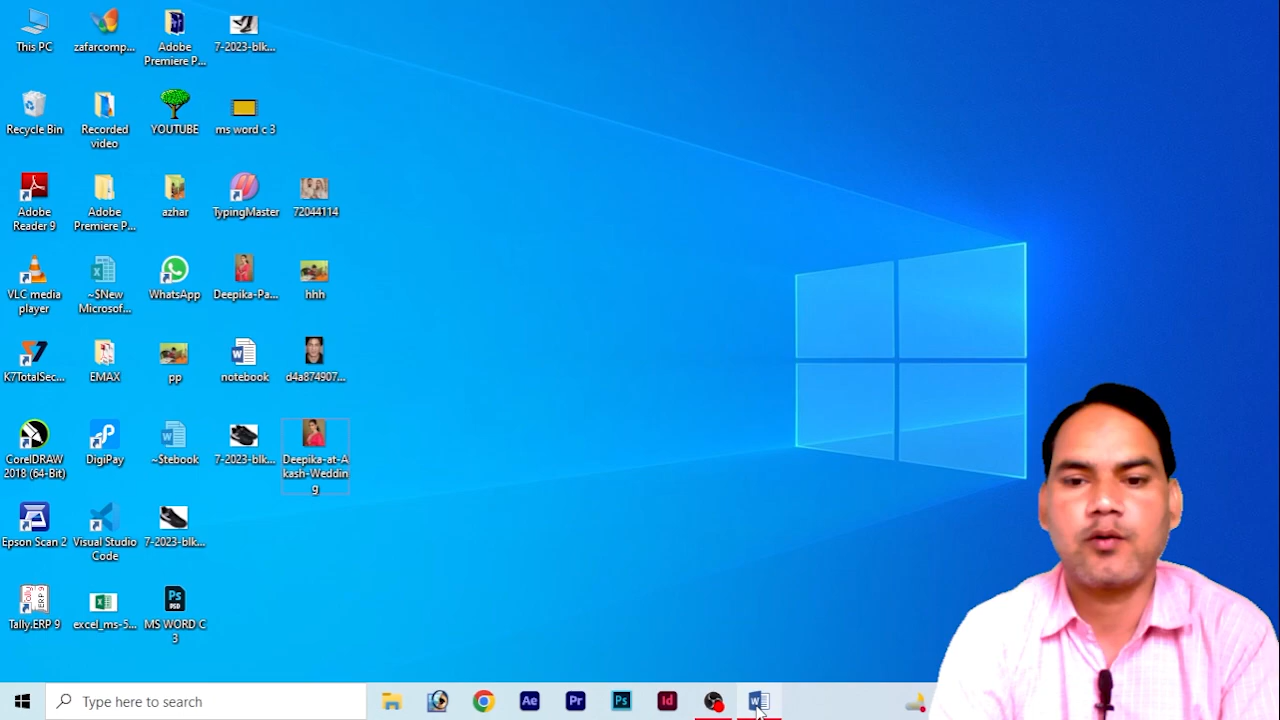 This PC
zafarcomp...
Adobe
Premiere P...
7-2023-blk...
Recycle Bin
Recorded
video
YOUTUBE
ms word c 3
Adobe
Reader 9
Adobe
Premiere P...
azhar
TypingMaster
72044114
VLC media
player
~$New
Microsof...
WhatsApp
Deepika-Pa...
hhh
K7TotalSec...
EMAX
pp
notebook
d4a874907...
CorelDRAW
2018 (64-Bit)
DigiPay
~$tebook
7-2023-blk...
Deepika-at-A
kash-Weddin
g
Epson Scan 2
Visual Studio
Code
7-2023-blk...
Tally.ERP 9
excel_ms-5...
MS WORD C
3
Type here to search